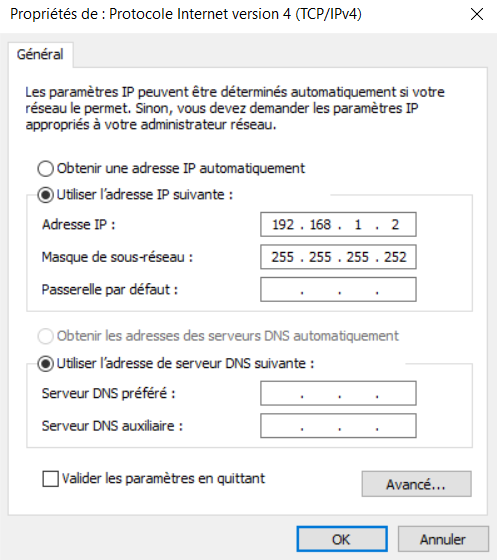 Propriétés de : Protocole Internet version 4 (TCP/IPv4)
Général
Les paramètres IP peuvent être déterminés automatiquement si votre
réseau le permet. Sinon, vous devez demander les paramètres IP
appropriés à votre administrateur réseau.
Obtenir une adresse IP automatiquement
Utiliser l'adresse IP suivante :
Adresse IP : 192 . 168 . 1 . 2
Masque de sous-réseau : 255 . 255 . 255 . 252
Passerelle par défaut : . . .
Obtenir les adresses des serveurs DNS automatiquement
Utiliser l'adresse de serveur DNS suivante :
Serveur DNS préféré : . . .
Serveur DNS auxiliaire : . . .
Valider les paramètres en quittant
Avancé...
OK Annuler